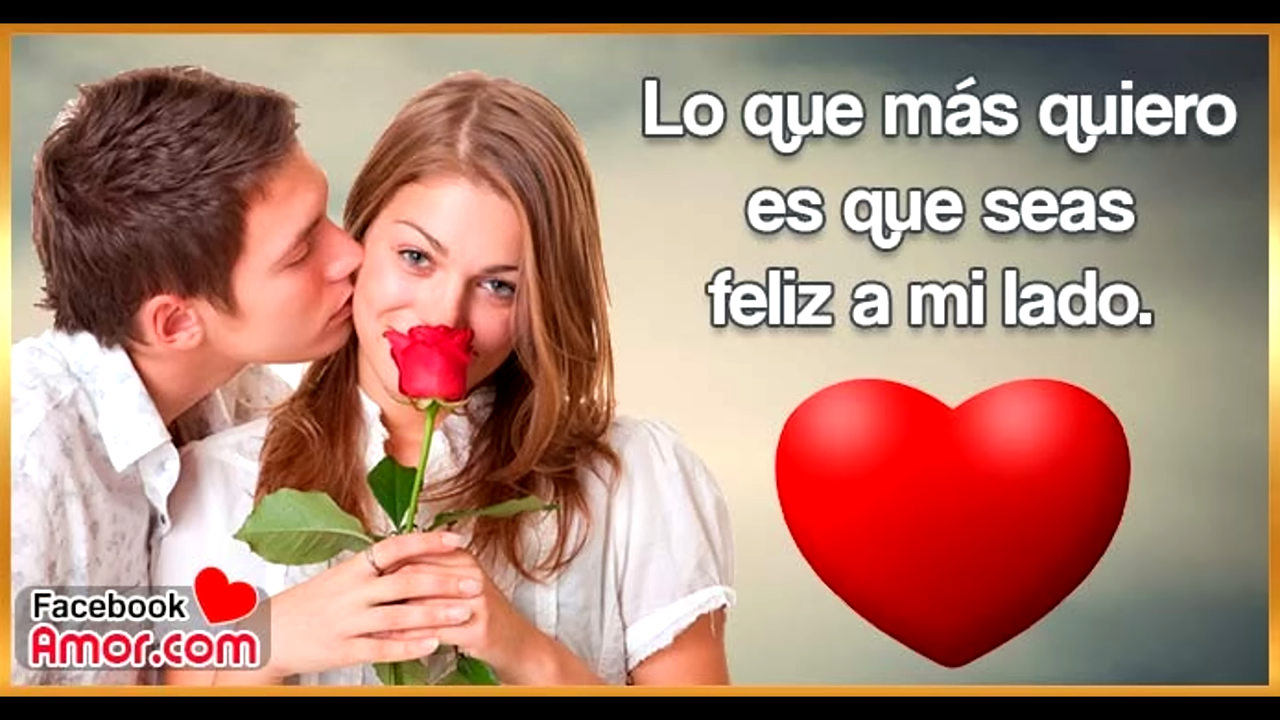 Lo que más quiero
es que seas
feliz a mi lado.
Facebook
Amor.com